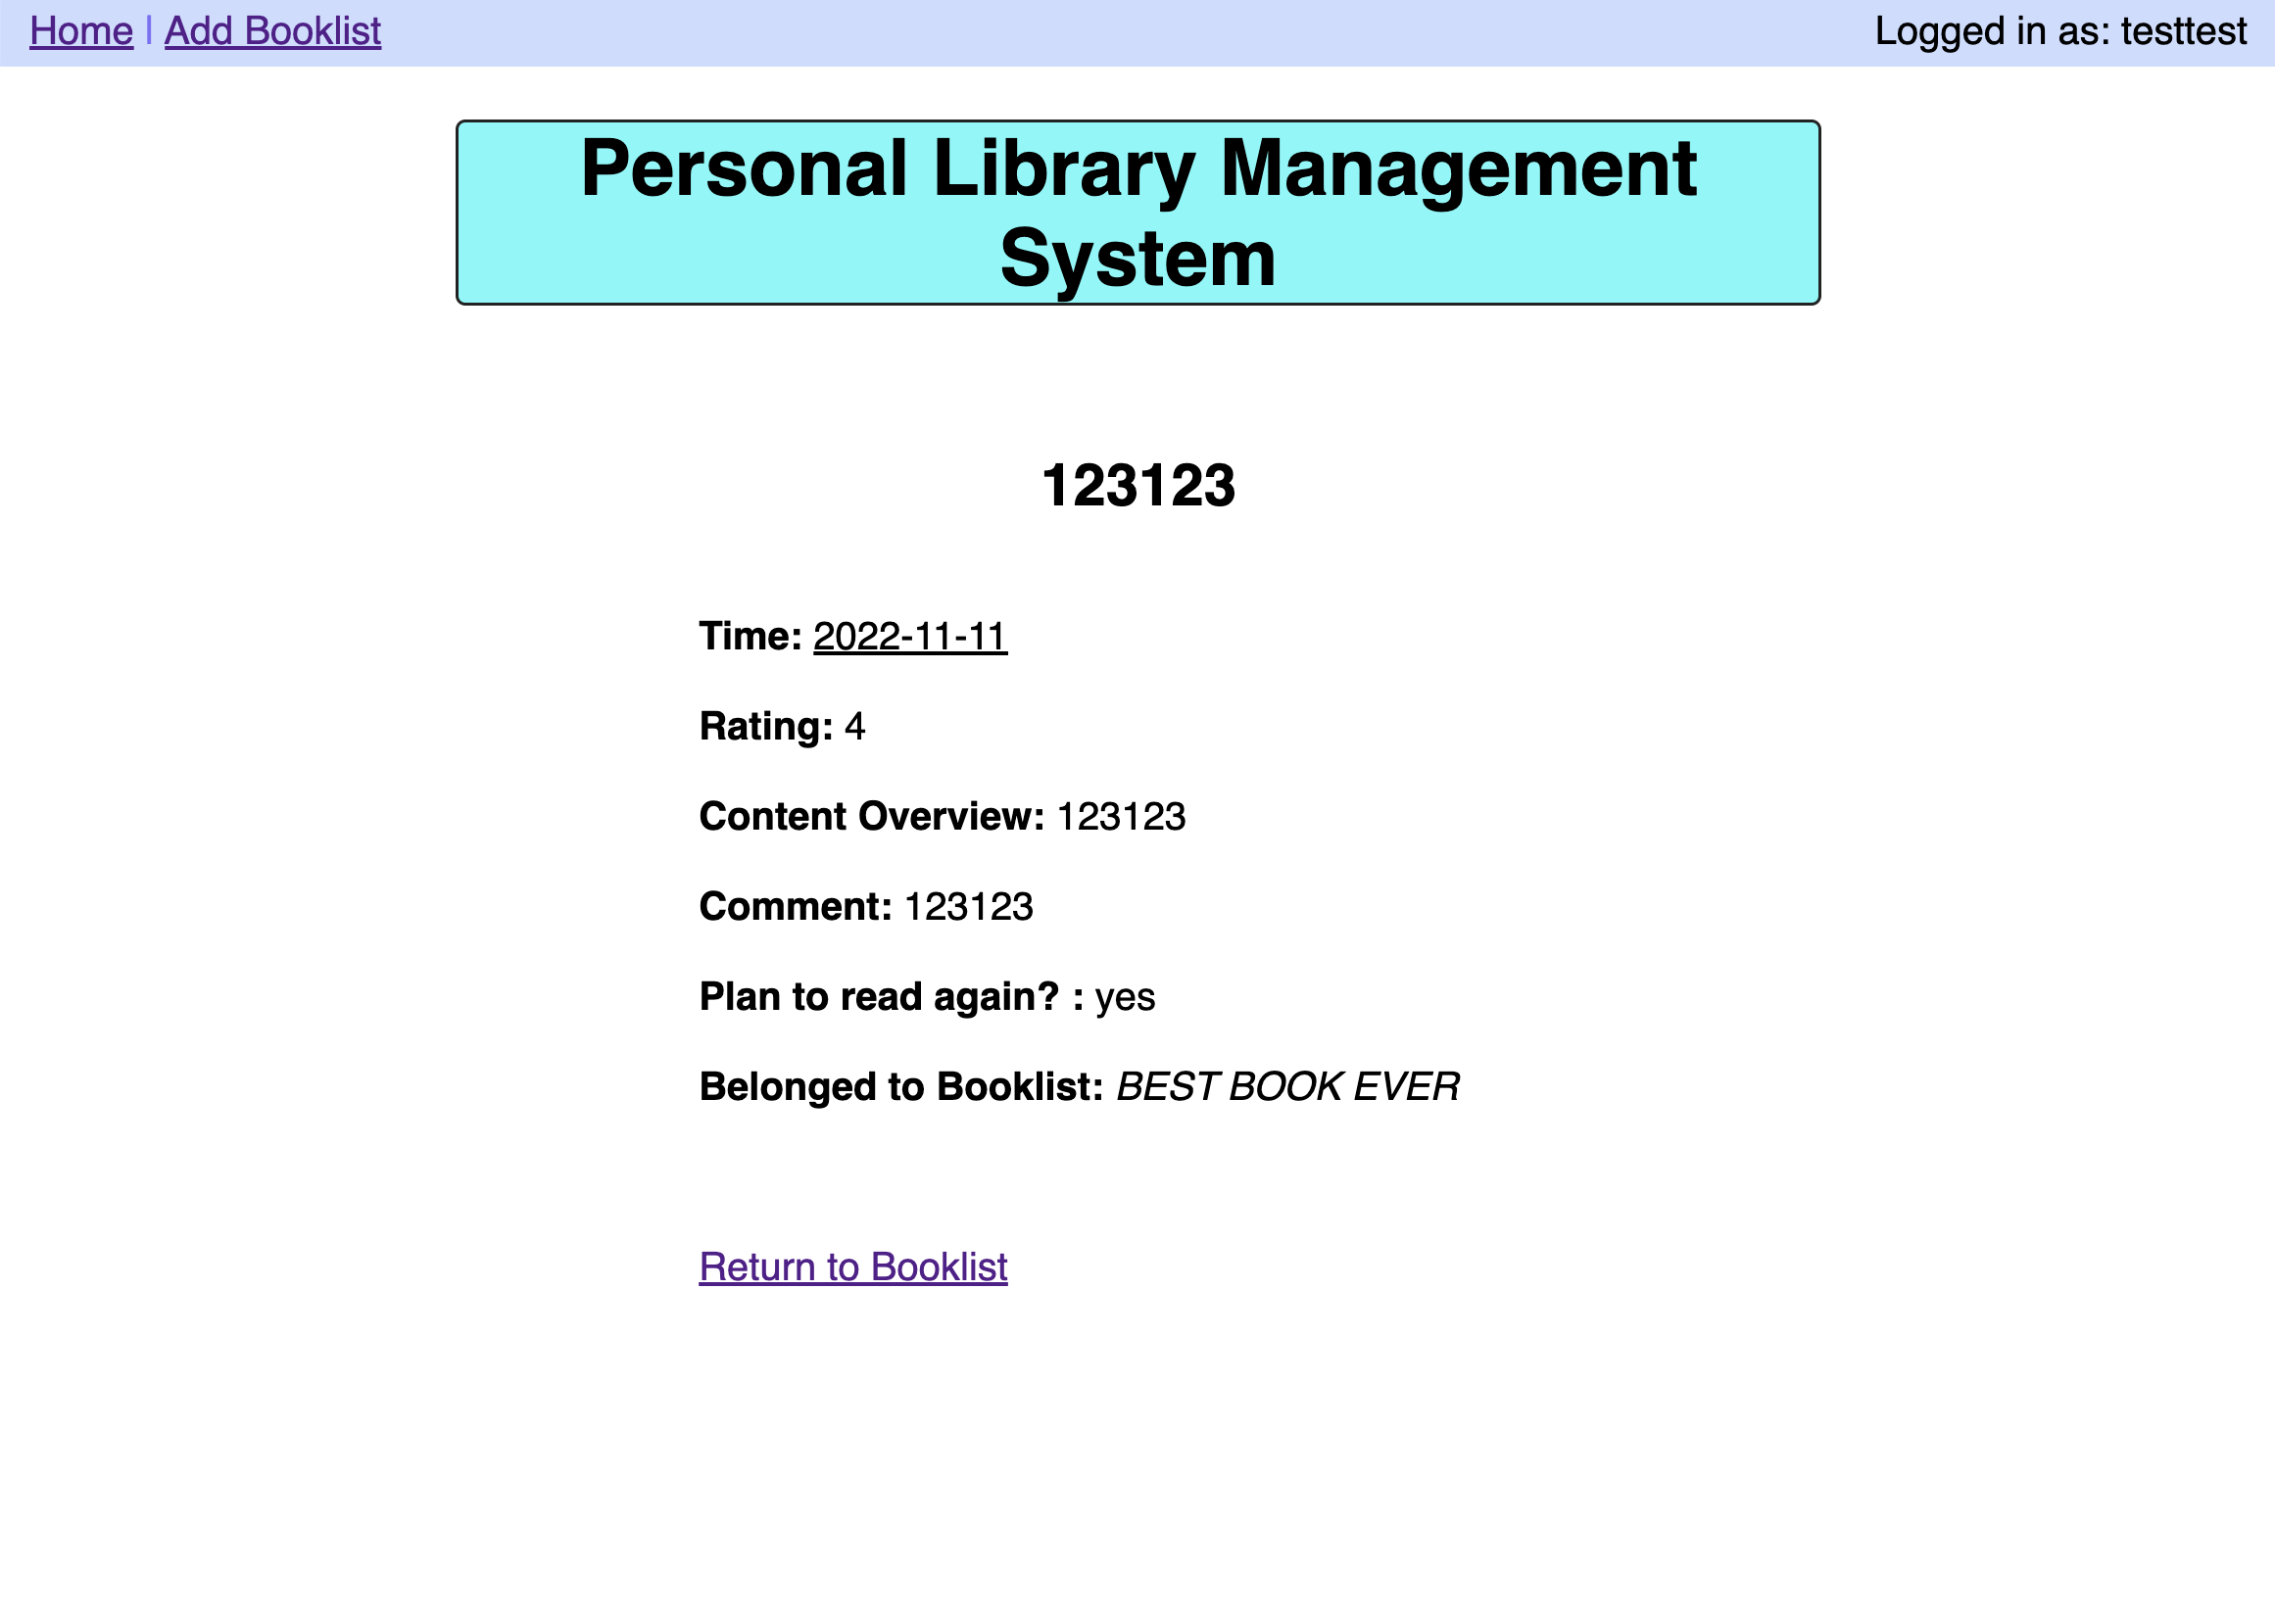 Home | Add Booklist
Logged in as: testtest
Personal Library Management
System
123123
Time: 2022-11-11
Rating: 4
Content Overview: 123123
Comment: 123123
Plan to read again? : yes
Belonged to Booklist: BEST BOOK EVER
Return to Booklist